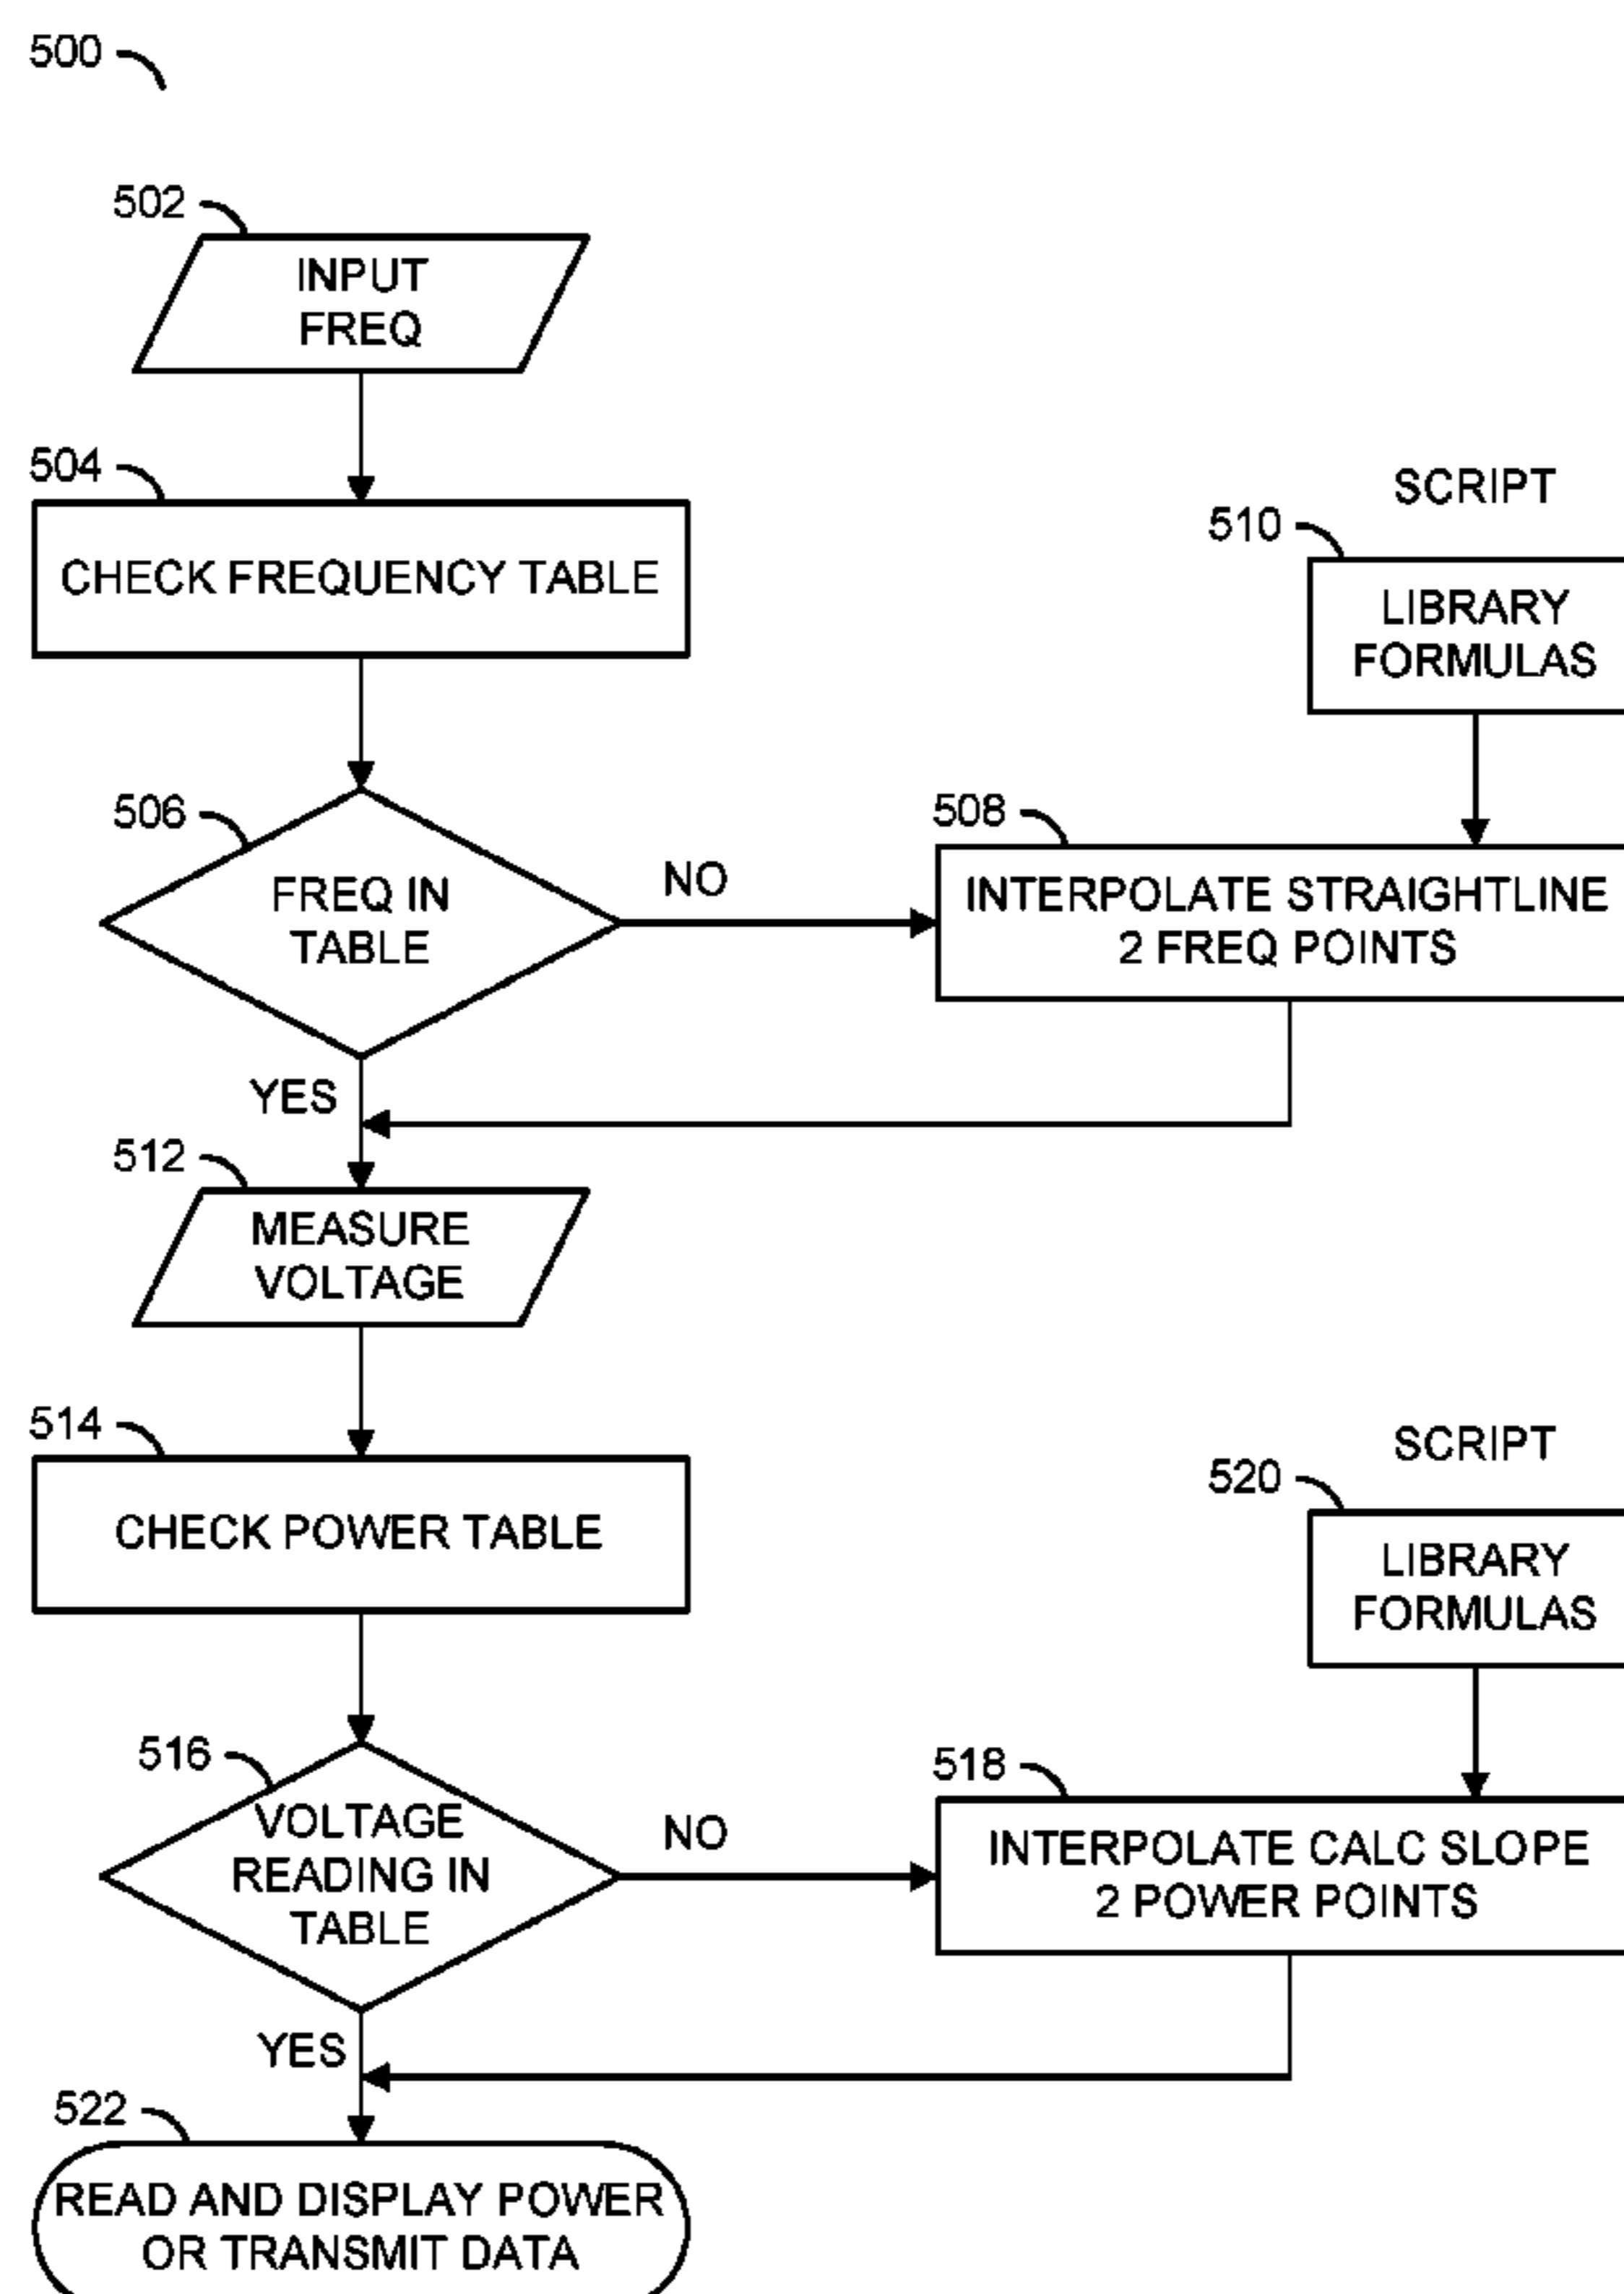 500
502
INPUT
FREQ
504
CHECK FREQUENCY TABLE
SCRIPT
510
LIBRARY
FORMULAS
506
FREQ IN
TABLE
NO
508
INTERPOLATE STRAIGHTLINE
2 FREQ POINTS
YES
512
MEASURE
VOLTAGE
514
CHECK POWER TABLE
SCRIPT
520
LIBRARY
FORMULAS
516
VOLTAGE
READING IN
TABLE
NO
518
INTERPOLATE CALC SLOPE
2 POWER POINTS
YES
522
READ AND DISPLAY POWER
OR TRANSMIT DATA